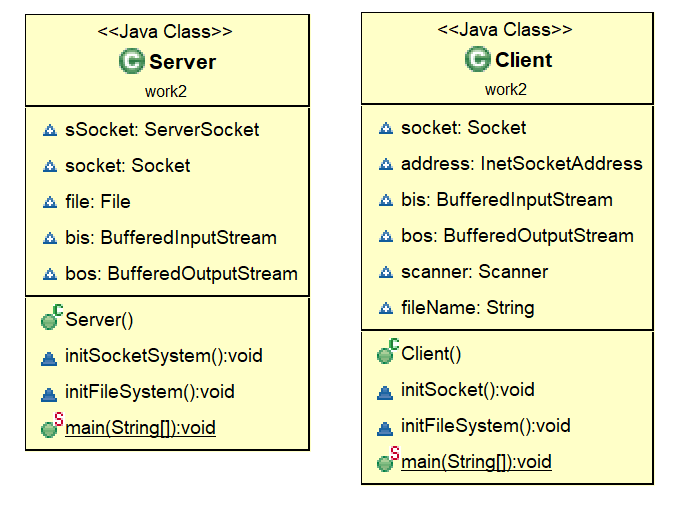 <<Java Class>>
Server
work2
sSocket: ServerSocket
socket: Socket
file: File
bis: BufferedInputStream
bos: BufferedOutputStream
Server()
initSocketSystem():void
initFileSystem():void
main(String[]):void
<<Java Class>>
Client
work2
socket: Socket
address: InetSocketAddress
bis: BufferedInputStream
bos: BufferedOutputStream
scanner: Scanner
fileName: String
Client()
initSocket():void
initFileSystem():void
main(String[]):void